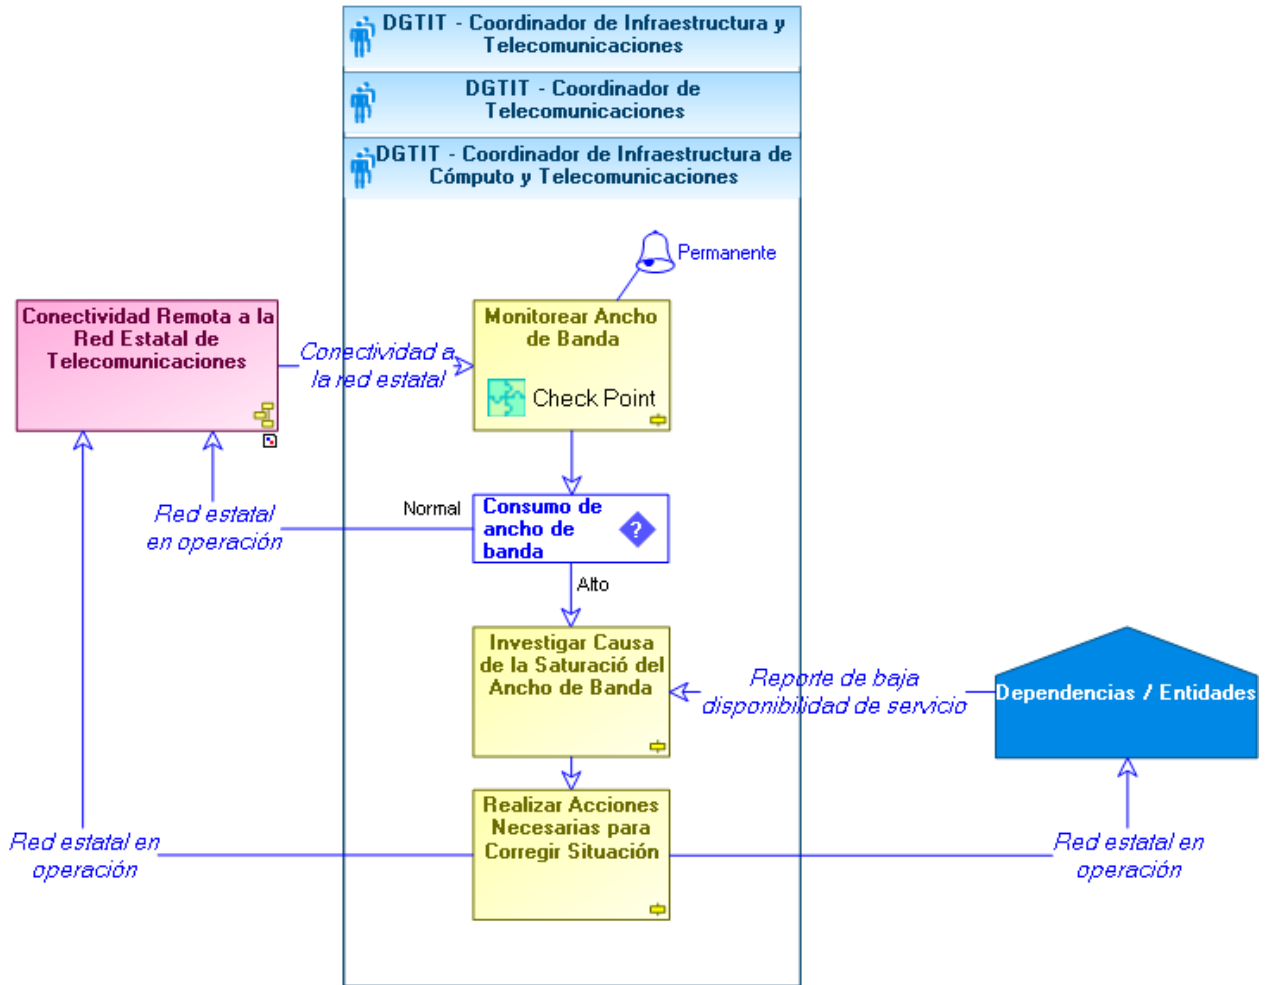 DGTIT - Coordinador de Infraestructura y
Telecomunicaciones
DGTIT - Coordinador de
Telecomunicaciones
DGTIT - Coordinador de Infraestructura de
Cómputo y Telecomunicaciones
Permanente
Conectividad Remota a la
Red Estatal de
Telecomunicaciones
Conectividad a
la red estatal
Monitorear Ancho
de Banda
Check Point
Red estatal
en operación
Normal
Consumo de
ancho de
banda
?
Alto
Investigar Causa
de la Saturació del
Ancho de Banda
Reporte de baja
disponibilidad de servicio
Dependencias / Entidades
Realizar Acciones
Necesarias para
Corregir Situación
Red estatal en
operación
Red estatal en
operación